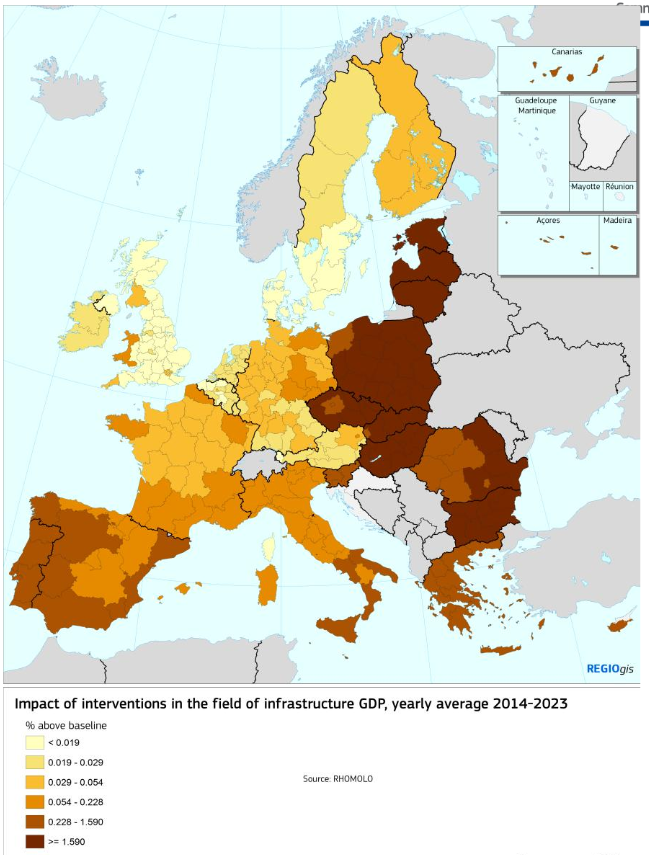 Canarias
Guadeloupe
Martinique
Guyane
Mayotte
Réunion
Açores
Madeira
REGIOgis
Impact of interventions in the field of infrastructure GDP, yearly average 2014-2023
% above baseline
< 0.019
0.019 - 0.029
0.029 - 0.054
0.054 - 0.228
0.228 - 1.590
>= 1.590
Source: RHOMOLO